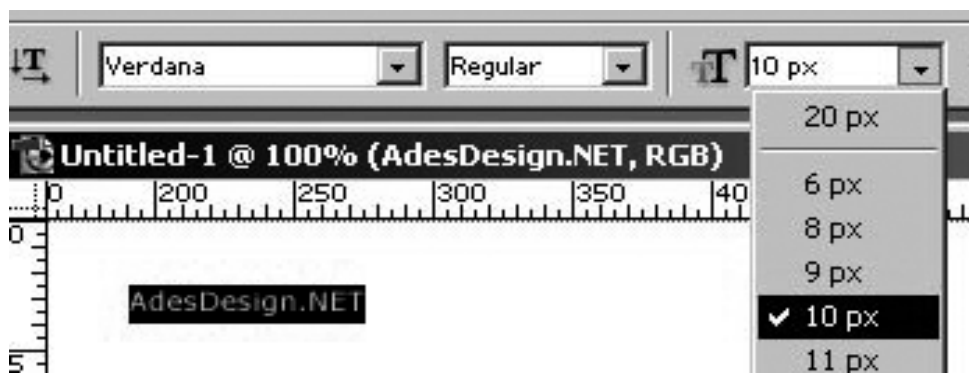 Verdana Regular 10 px
20 px
Untitled-1 @ 100% (AdesDesign.NET, RGB)
0 200 250 300 350 40
6 px
0
8 px
9 px
AdesDesign.NET
10 px
5
11 px